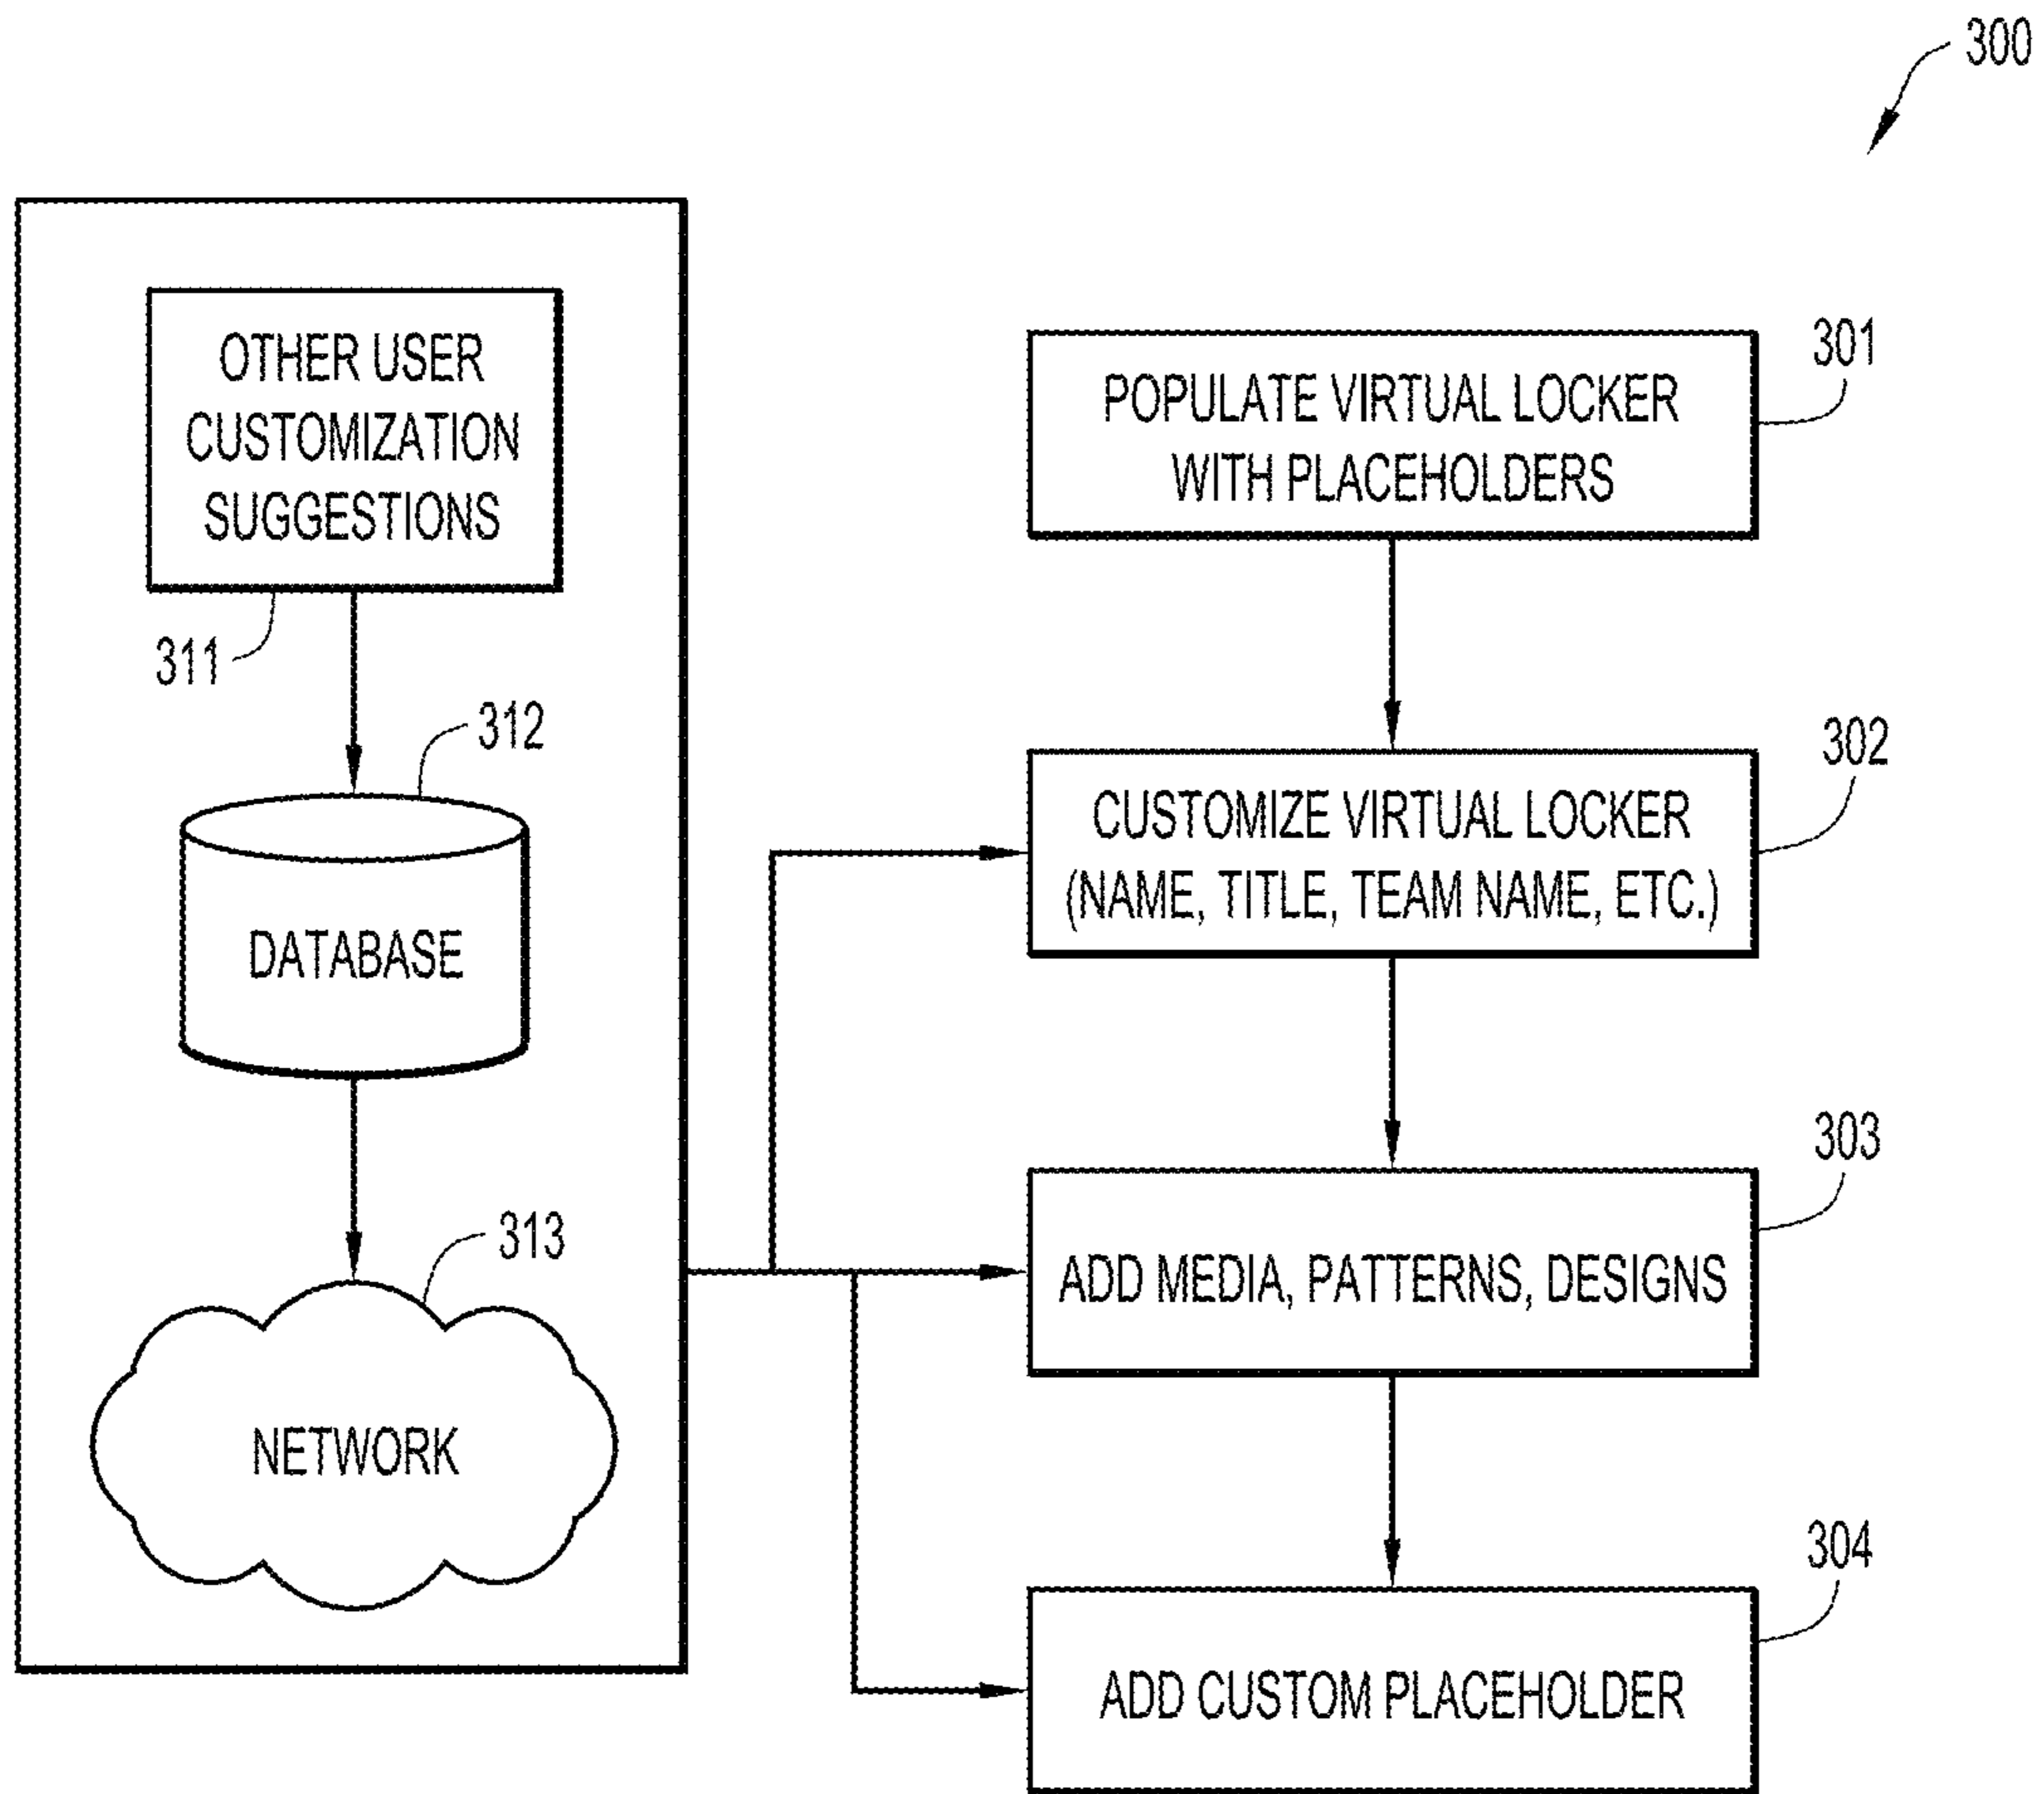 300
OTHER USER
CUSTOMIZATION
SUGGESTIONS
311
312
DATABASE
313
NETWORK
301
POPULATE VIRTUAL LOCKER
WITH PLACEHOLDERS
302
CUSTOMIZE VIRTUAL LOCKER
(NAME, TITLE, TEAM NAME, ETC.)
303
ADD MEDIA, PATTERNS, DESIGNS
304
ADD CUSTOM PLACEHOLDER